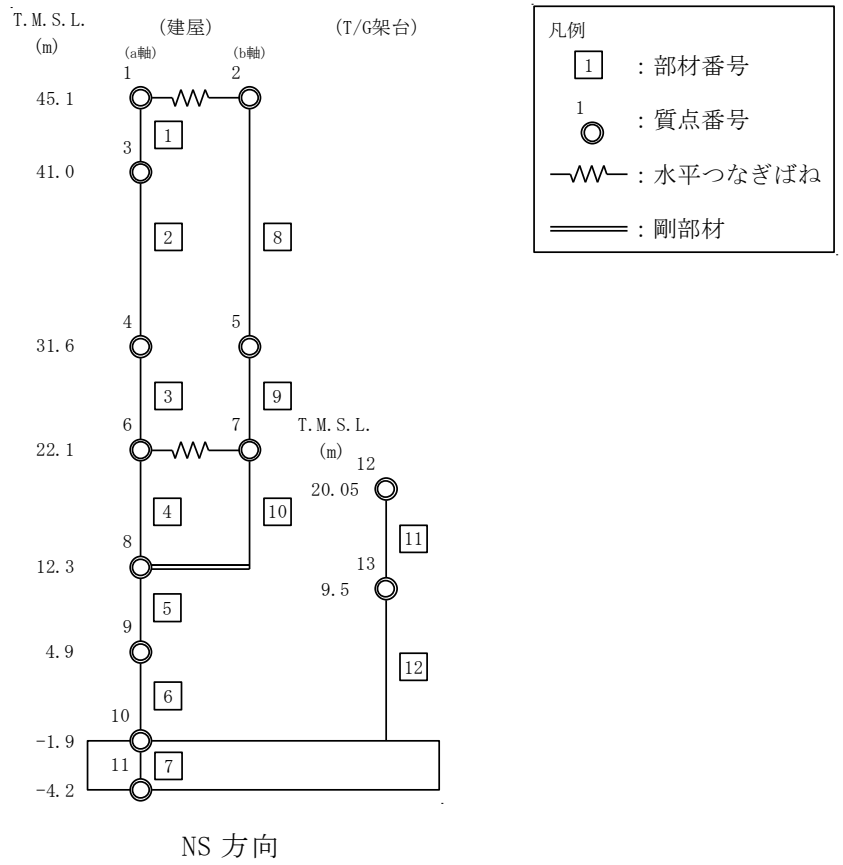 T.M.S.L.
(m)
(建屋)
(T/G架台)
(a軸)
(b軸)
1
2
45.1
1
3
41.0
2
8
4
5
31.6
3
9
6
7
22.1
T.M.S.L.
(m)
12
20.05
4
10
11
8
12.3
13
9.5
5
9
4.9
12
6
10
-1.9
11
7
-4.2
NS 方向
凡例
1 : 部材番号
1
: 質点番号
: 水平つなぎばね
: 剛部材